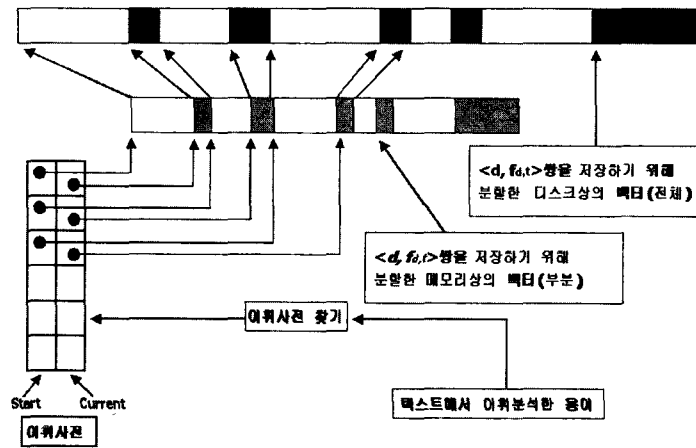 <d, fd,t>쌍을 저장하기 위해
분할한 디스크상의 벡터(전체)
<d, fd,t>쌍을 저장하기 위해
분할한 메모리상의 벡터(부분)
어휘사전 찾기
텍스트에서 어휘분석한 용어
Start
Current
어휘사전